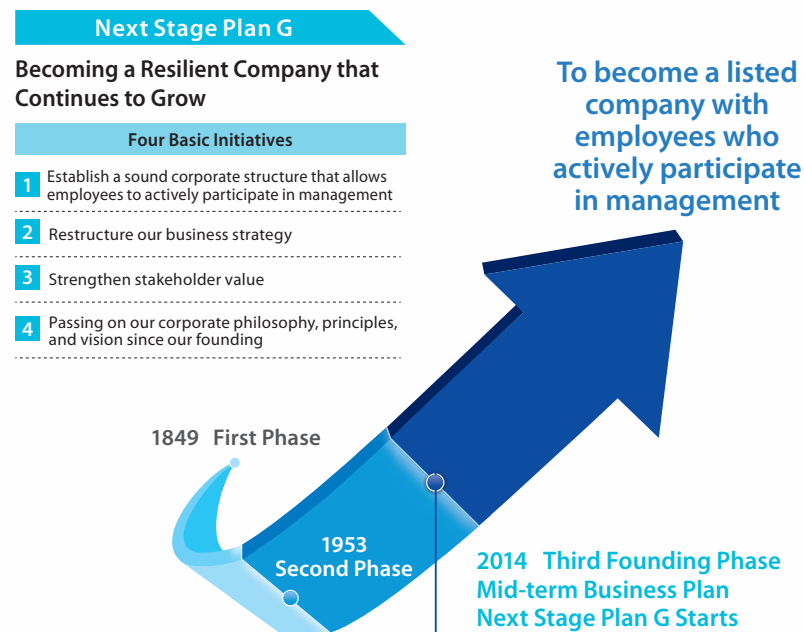 Next Stage Plan G
Becoming a Resilient Company that
Continues to Grow
Four Basic Initiatives
1 Establish a sound corporate structure that allows
employees to actively participate in management
2 Restructure our business strategy
3 Strengthen stakeholder value
4 Passing on our corporate philosophy, principles,
and vision since our founding
To become a listed
company with
employees who
actively participate
in management
1849 First Phase
1953
Second Phase
2014 Third Founding Phase
Mid-term Business Plan
Next Stage Plan G Starts